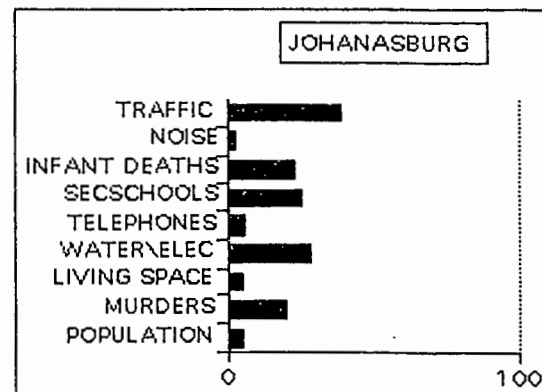 JOHANASBURG
TRAFFIC
NOISE
INFANT DEATHS
SECSCHOOLS
TELEPHONES
WATER\ELEC
LIVING SPACE
MURDERS
POPULATION
0 100